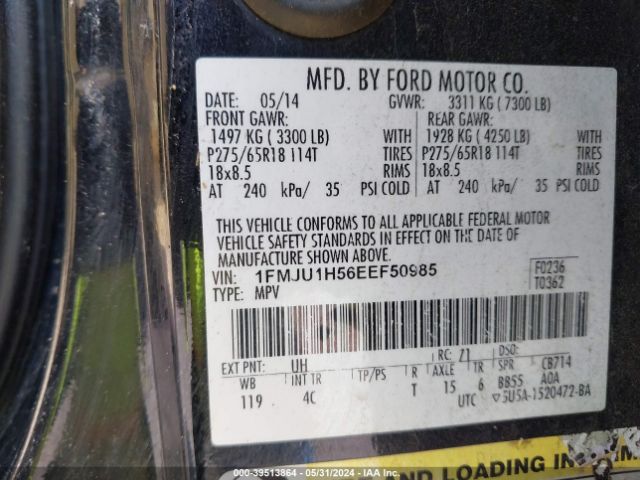 MFD. BY FORD MOTOR CO.
DATE: 05/14 GVWR: 3311 KG ( 7300 LB)
FRONT GAWR: REAR GAWR:
1497 KG ( 3300 LB) WITH 1928 KG ( 4250 LB) WITH
P275/65R18 114T TIRES P275/65R18 114T TIRES
18x8.5 RIMS 18x8.5 RIMS
AT 240 kPa/ 35 PSI COLD AT 240 kPa/ 35 PSI COLD
THIS VEHICLE CONFORMS TO ALL APPLICABLE FEDERAL MOTOR
VEHICLE SAFETY STANDARDS IN EFFECT ON THE DATE OF
MANUFACTURE SHOWN ABOVE.
VIN: 1FMJU1H56EEF50985 F0236
TYPE: MPV T0362
EXT PNT: UH RC: 71 DSO:
WB INT TR TP/PS R AXLE TR SPR CB714
119 4C T 15 6 BB55 A0A
UTC 5U5A-1520472-BA
AND LOADING
000-39513864 - 05/31/2024 - IAA Inc.